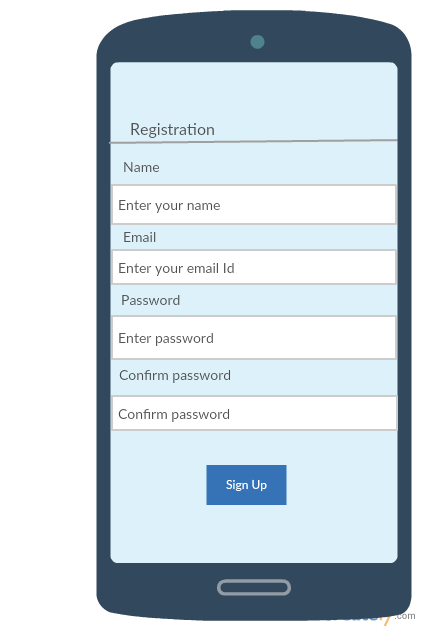 Registration
Name
Enter your name
Email
Enter your email Id
Password
Enter password
Confirm password
Confirm password
Sign Up
.com